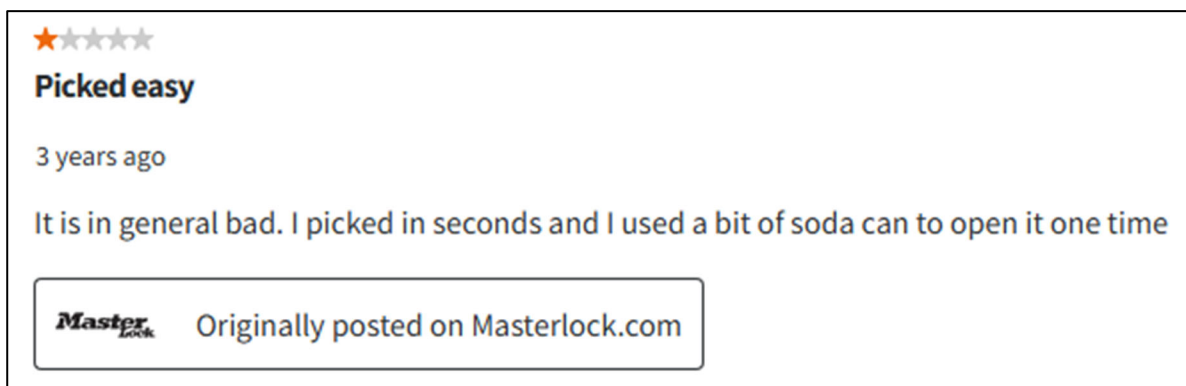 Picked easy
3 years ago
It is in general bad. I picked in seconds and I used a bit of soda can to open it one time
Master Lock Originally posted on Masterlock.com